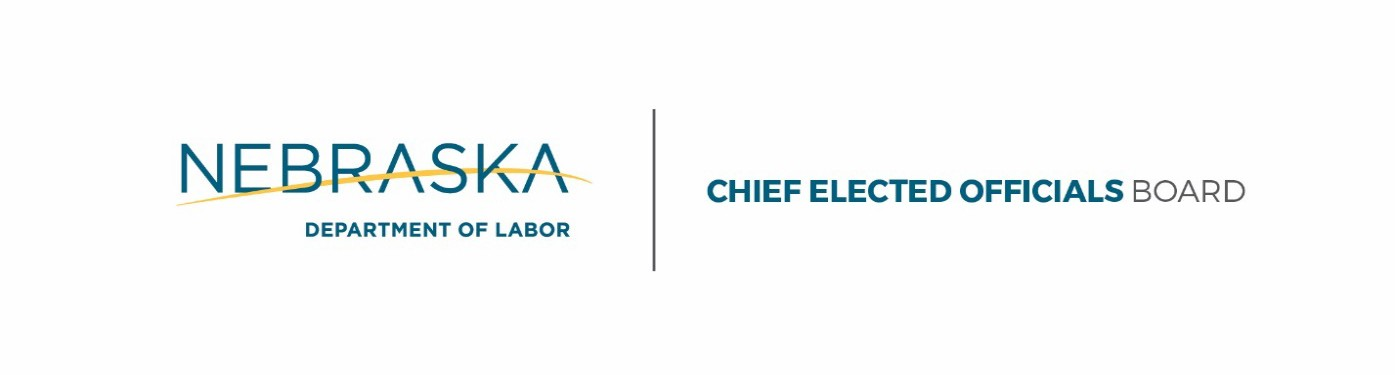 NEBRASKA
DEPARTMENT OF LABOR
CHIEF ELECTED OFFICIALS BOARD